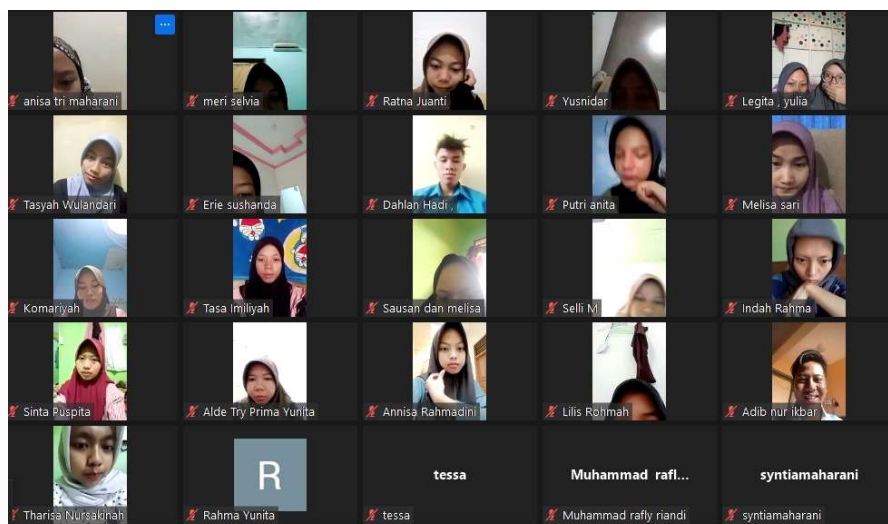 anisa tri maharani
meri selvia
Ratna Juanti
Yusnidar
Legita , yulia
Tasyah Wulandari
Erie sushanda
Dahlan Hadi ,
Putri anita
Melisa sari
Komariyah
Tasa Imiliyah
Sausan dan melisa
Selli M
Indah Rahma
Sinta Puspita
Alde Try Prima Yunita
Annisa Rahmadini
Lilis Rohmah
Adib nur ikbar
Tharisa Nursakinah
R
Rahma Yunita
tessa
tessa
Muhammad rafl...
Muhammad rafly riandi
syntiamaharani
syntiamaharani